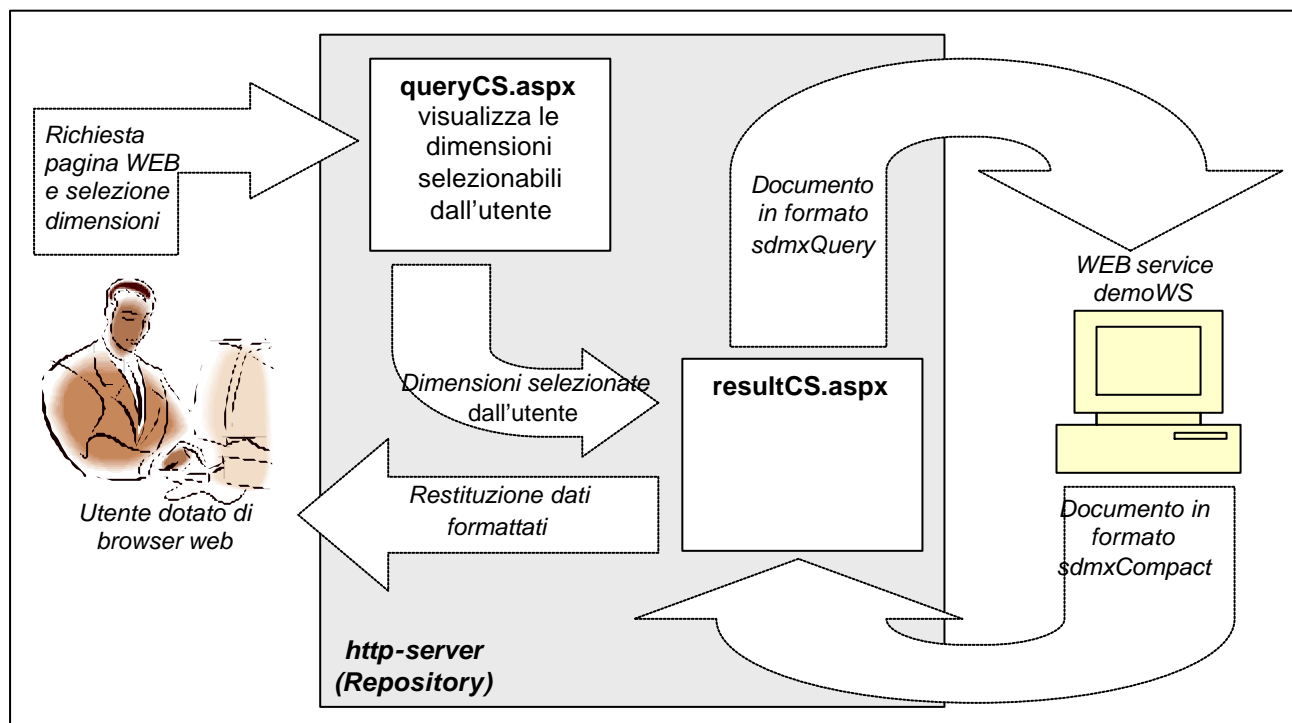 Richiesta
pagina WEB
e selezione
dimensioni
queryCS.aspx
visualizza le
dimensioni
selezionabili
dall'utente
Documento
in formato
sdmxQuery
WEB service
demoWS
Dimensioni selezionate
dall'utente
resultCS.aspx
Restituzione dati
formattati
Utente dotato di
browser web
Documento in
formato
sdmxCompact
http-server
(Repository)